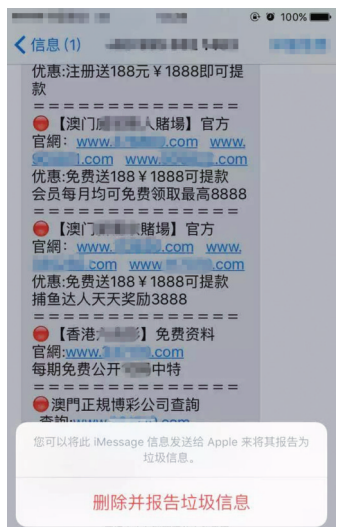 100%
信息 (1)
优惠:注册送188元￥1888即可提
款
＝＝＝＝＝＝＝＝＝＝＝＝＝＝
【澳门 人賭場】官方
官網：www. .com www.
.com www. .com
优惠:免费送188￥1888可提款
会员每月均可免费领取最高8888
＝＝＝＝＝＝＝＝＝＝＝＝＝＝
【澳门 賭場】官方
官網：www. .com www.
.com www. .com
优惠:免费送188￥1888可提款
捕鱼达人天天奖励3888
＝＝＝＝＝＝＝＝＝＝＝＝＝＝
【香港 】免费资料
官網:www. .com
每期免费公开 中特
＝＝＝＝＝＝＝＝＝＝＝＝＝＝
澳門正規博彩公司查詢
您可以将此 iMessage 信息发送给 Apple 来将其报告为
垃圾信息。
删除并报告垃圾信息